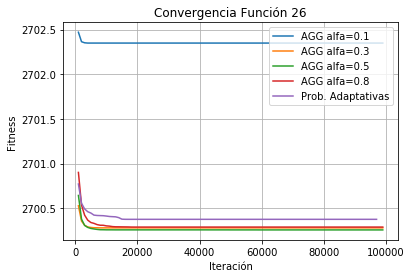 Convergencia Función 26
2702.5
2702.0
2701.5
2701.0
2700.5
Fitness
AGG alfa=0.1
AGG alfa=0.3
AGG alfa=0.5
AGG alfa=0.8
Prob. Adaptativas
0 20000 40000 60000 80000 100000
Iteración